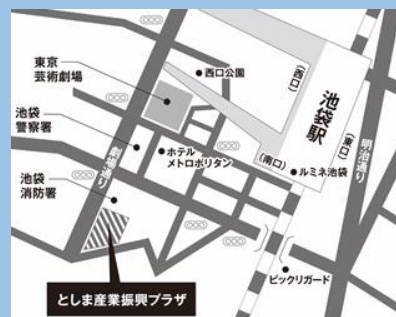 東京
芸術劇場
西口公園
（西口）
池袋駅
（東口）
明治通り
池袋
警察署
ホテル
メトロポリタン
劇場通り
（南口）
ルミネ池袋
池袋
消防署
ビックリガード
としま産業振興プラザ